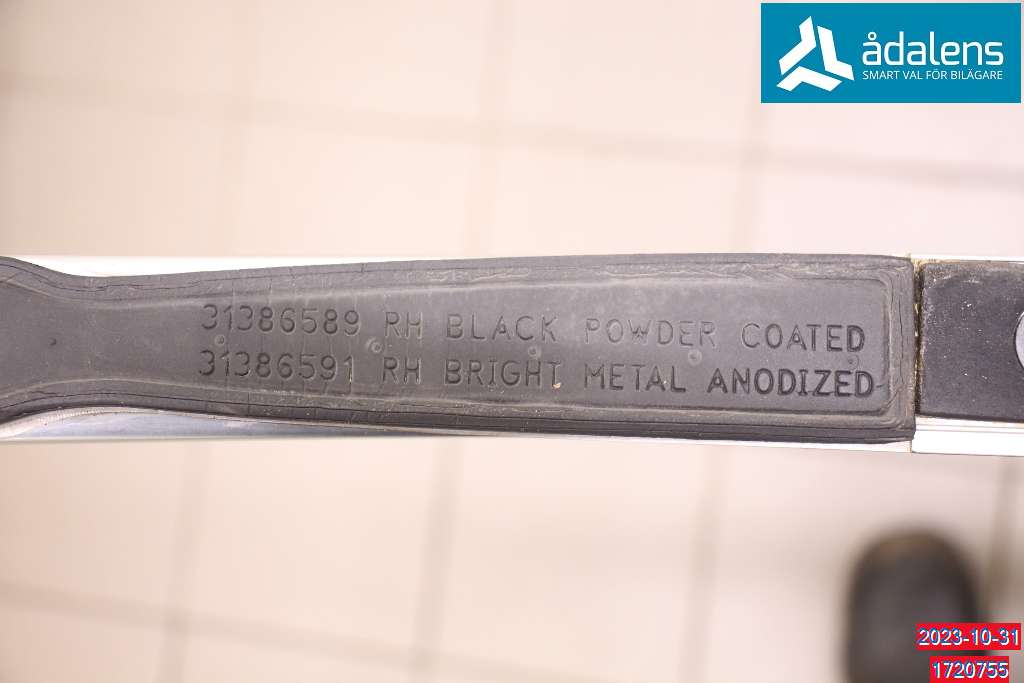 ådalens
SMART VAL FÖR BILÄGARE
31386589 RH BLACK POWDER COATED
31386591 RH BRIGHT METAL ANODIZED
2023-10-31
1720755